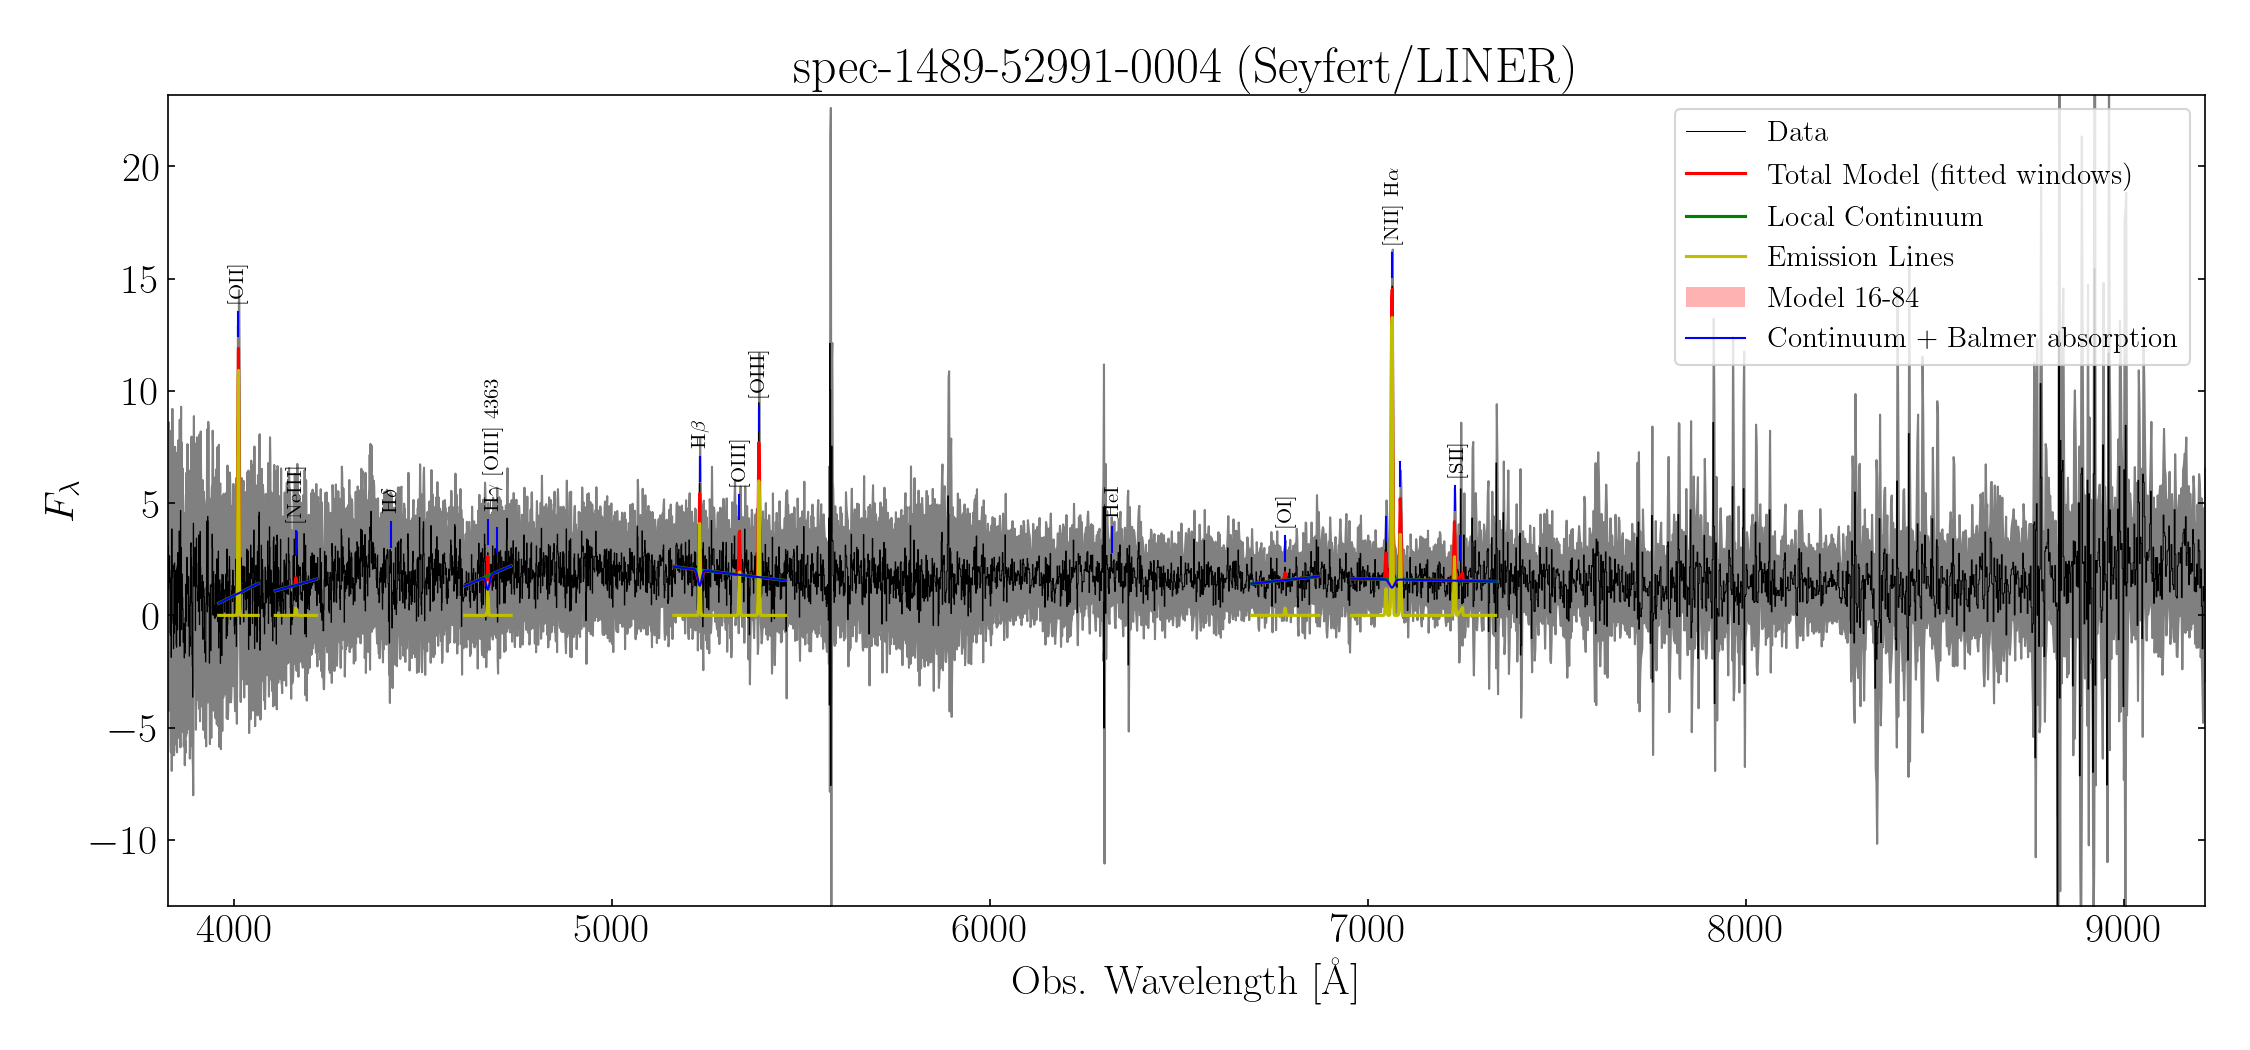 spec-1489-52991-0004 (Seyfert/LINER)
Data
Total Model (fitted windows)
Local Continuum
Emission Lines
Model 16-84
Continuum + Balmer absorption
[OII]
[NeIII]
Hδ
Hγ
[OIII] 4363
Hβ
[OIII]
[OIII]
HeI
[OI]
[NII] Hα
[SII]
20
15
10
5
0
−5
−10
Fλ
4000
5000
6000
7000
8000
9000
Obs. Wavelength [Å]